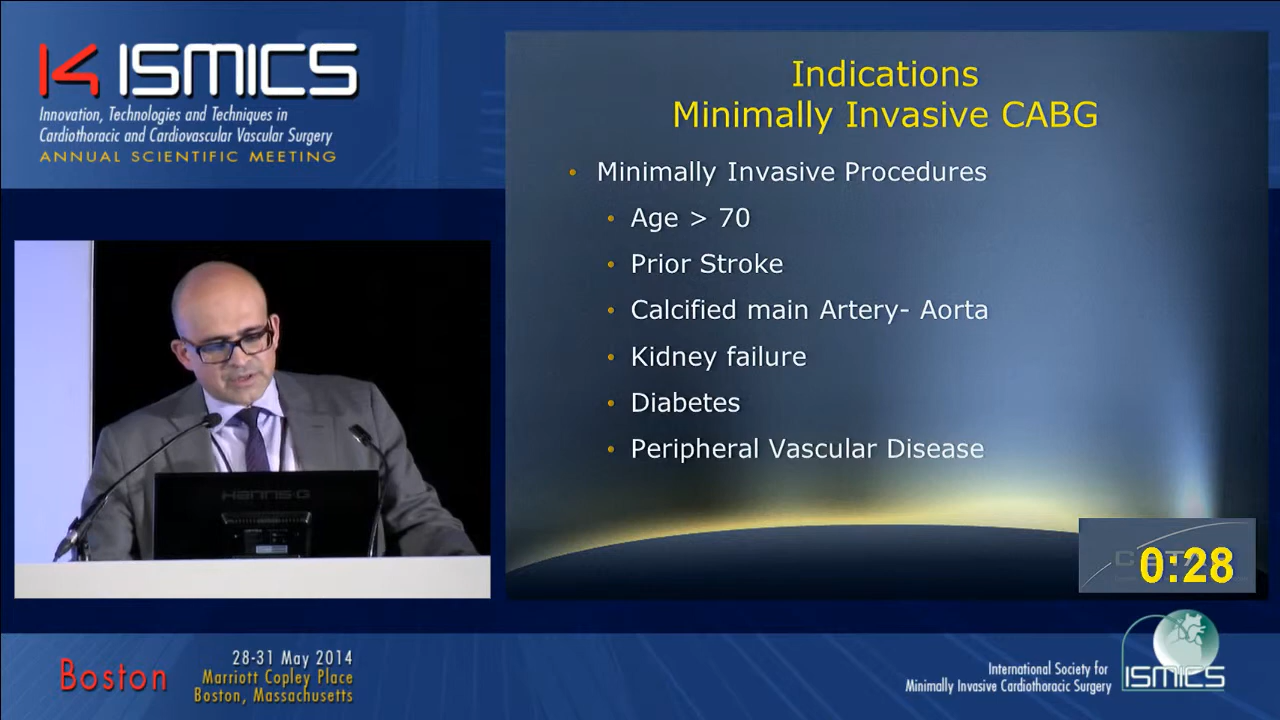 14 ISMICS
Innovation, Technologies and Techniques in
Cardiothoracic and Cardiovascular Vascular Surgery
ANNUAL SCIENTIFIC MEETING
Indications
Minimally Invasive CABG
• Minimally Invasive Procedures
• Age > 70
• Prior Stroke
• Calcified main Artery- Aorta
• Kidney failure
• Diabetes
• Peripheral Vascular Disease
HANNS·G
0:28
Boston
28-31 May 2014
Marriott Copley Place
Boston, Massachusetts
International Society for
Minimally Invasive Cardiothoracic Surgery
ISMICS